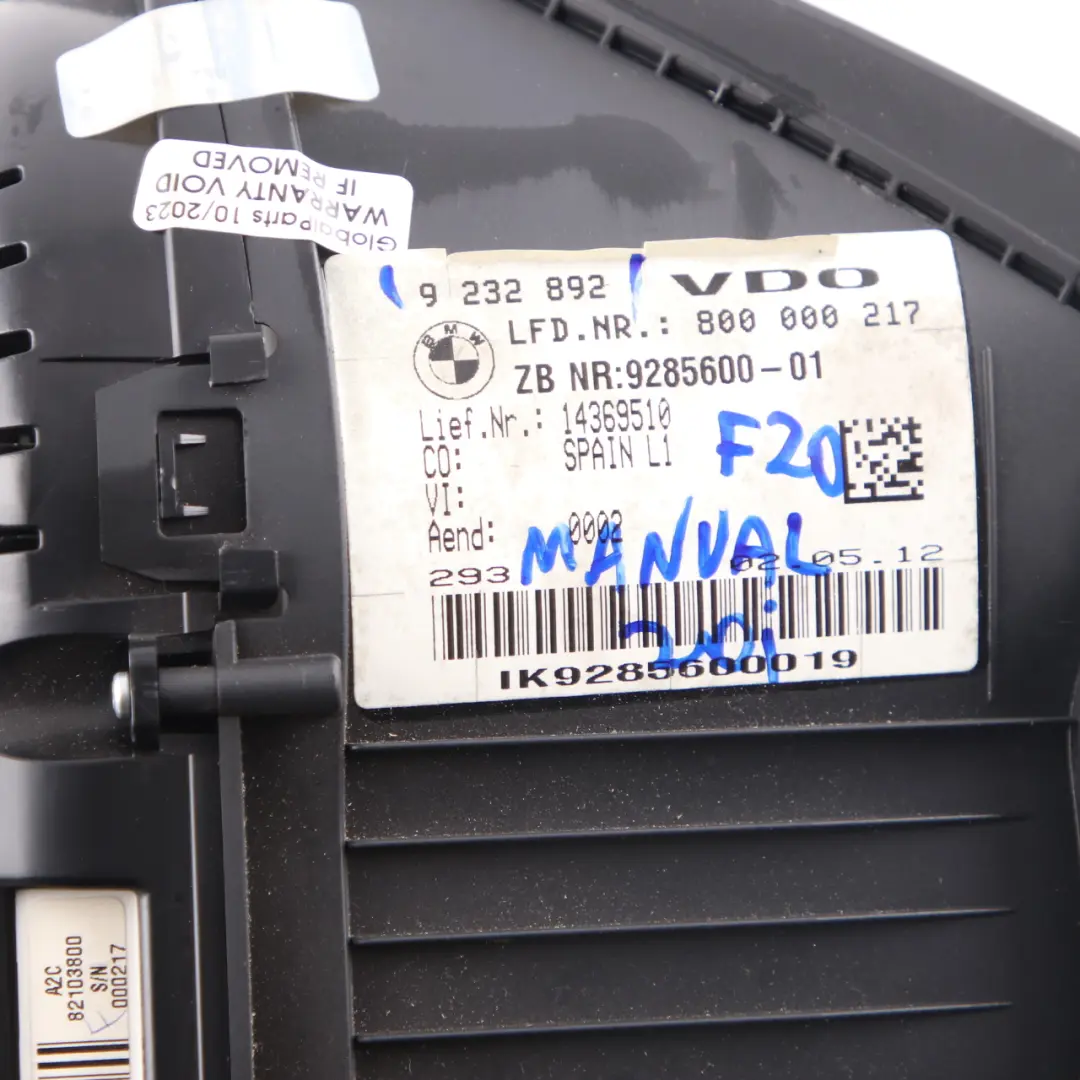 GlobalParts 10/2023
WARRANTY VOID
IF REMOVED
9 232 892
VDO
BMW
LFD.NR.: 800 000 217
ZB NR:9285600-01
Lief.Nr.: 14369510
CO: SPAIN L1
F20
VI:
Aend: 0002
MANUAL
293 02.05.12
IK9285600019
A2C
82103800
S/N
000217